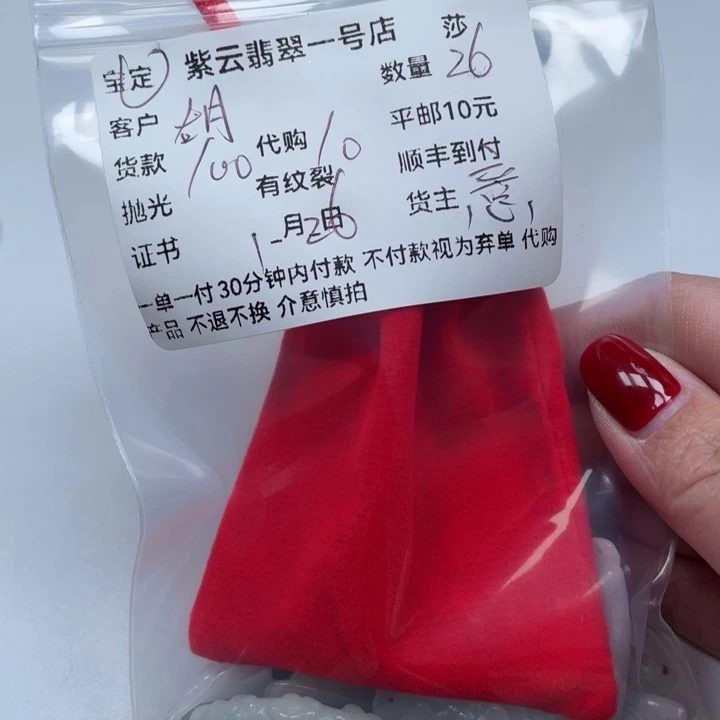 紫云翡翠一号店 莎
宝定 数量 26
客户 胡 平邮10元
货款 100 代购 10 顺丰到付
抛光 有纹裂 货主
证书 1月26日
一单一付 30分钟内付款 不付款视为弃单 代购
产品 不退不换 介意慎拍